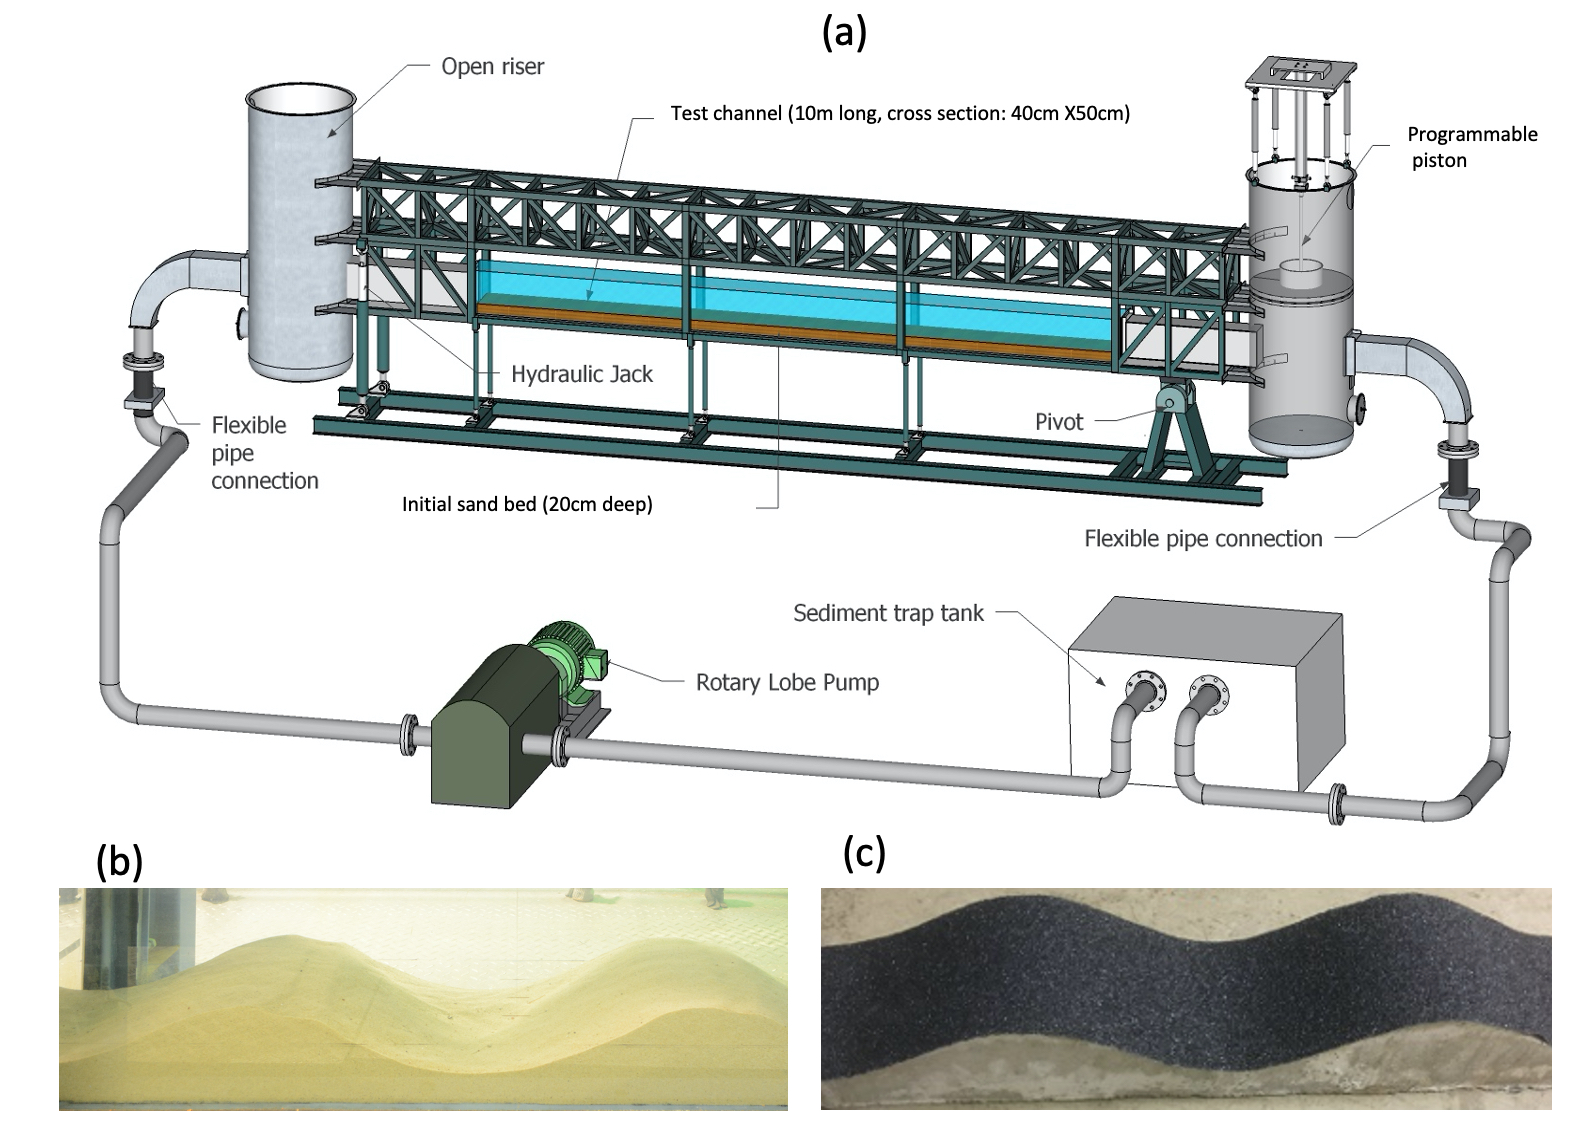 (a)
Open riser
Test channel (10m long, cross section: 40cm X50cm)
Programmable
piston
Hydraulic Jack
Pivot
Flexible
pipe
connection
Initial sand bed (20cm deep)
Flexible pipe connection
Sediment trap tank
Rotary Lobe Pump
(b)
(c)